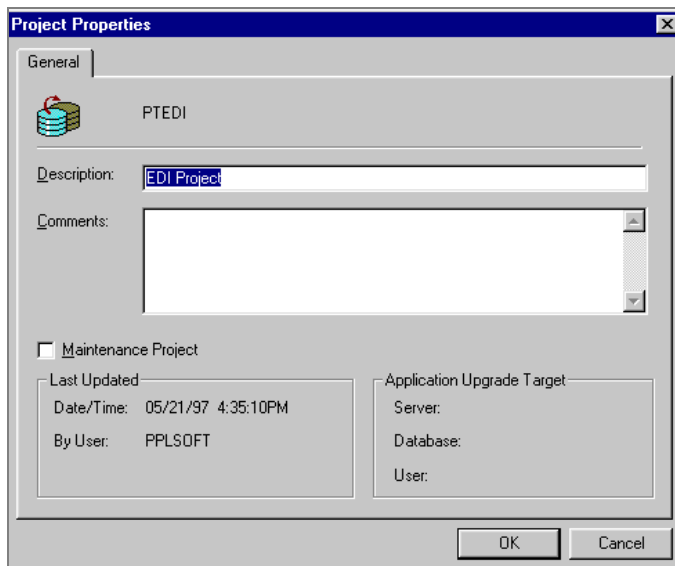 Project Properties
General
PTEDI
Description: EDI Project
Comments:
Maintenance Project
Last Updated
Date/Time: 05/21/97 4:35:10PM
By User: PPLSOFT
Application Upgrade Target
Server:
Database:
User:
OK Cancel